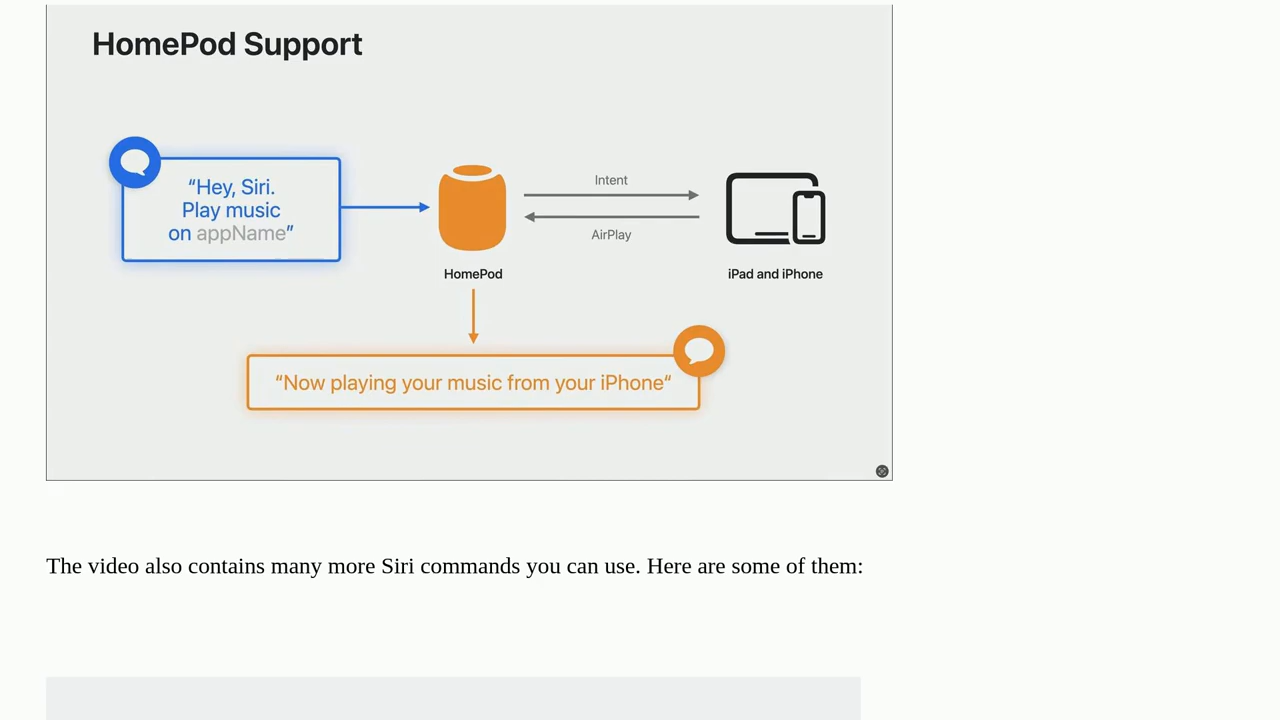 HomePod Support
“Hey, Siri.
Play music
on appName”
Intent
AirPlay
HomePod
iPad and iPhone
“Now playing your music from your iPhone“
The video also contains many more Siri commands you can use. Here are some of them: